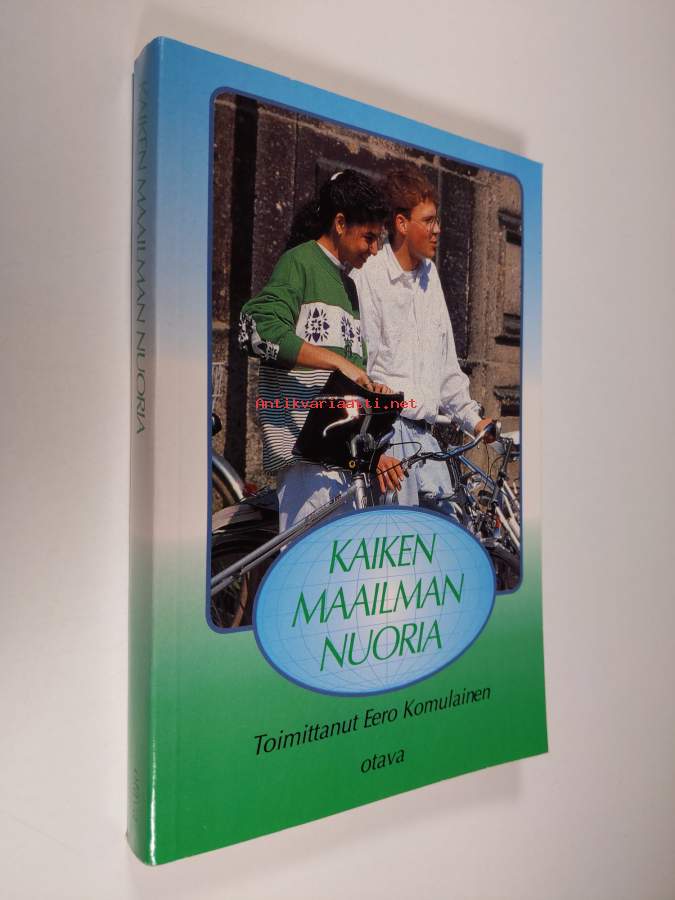 KAIKEN MAAILMAN NUORIA
Antikvariaatti.net
KAIKEN
MAAILMAN
NUORIA
Toimittanut Eero Komulainen
otava